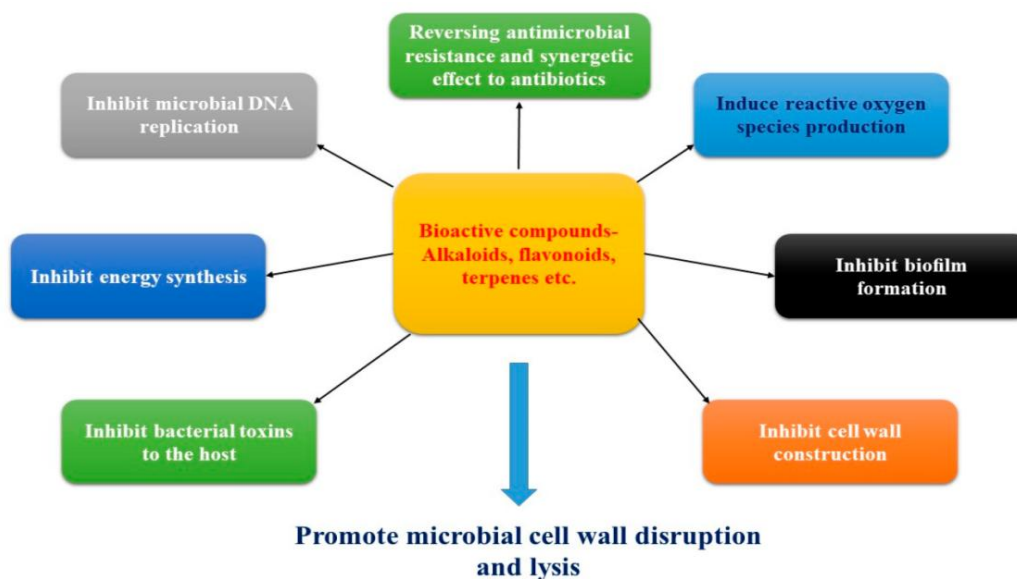 Reversing antimicrobial
resistance and synergetic
effect to antibiotics
Inhibit microbial DNA
replication
Induce reactive oxygen
species production
Bioactive compounds-
Alkaloids, flavonoids,
terpenes etc.
Inhibit energy synthesis
Inhibit biofilm
formation
Inhibit bacterial toxins
to the host
Inhibit cell wall
construction
Promote microbial cell wall disruption
and lysis